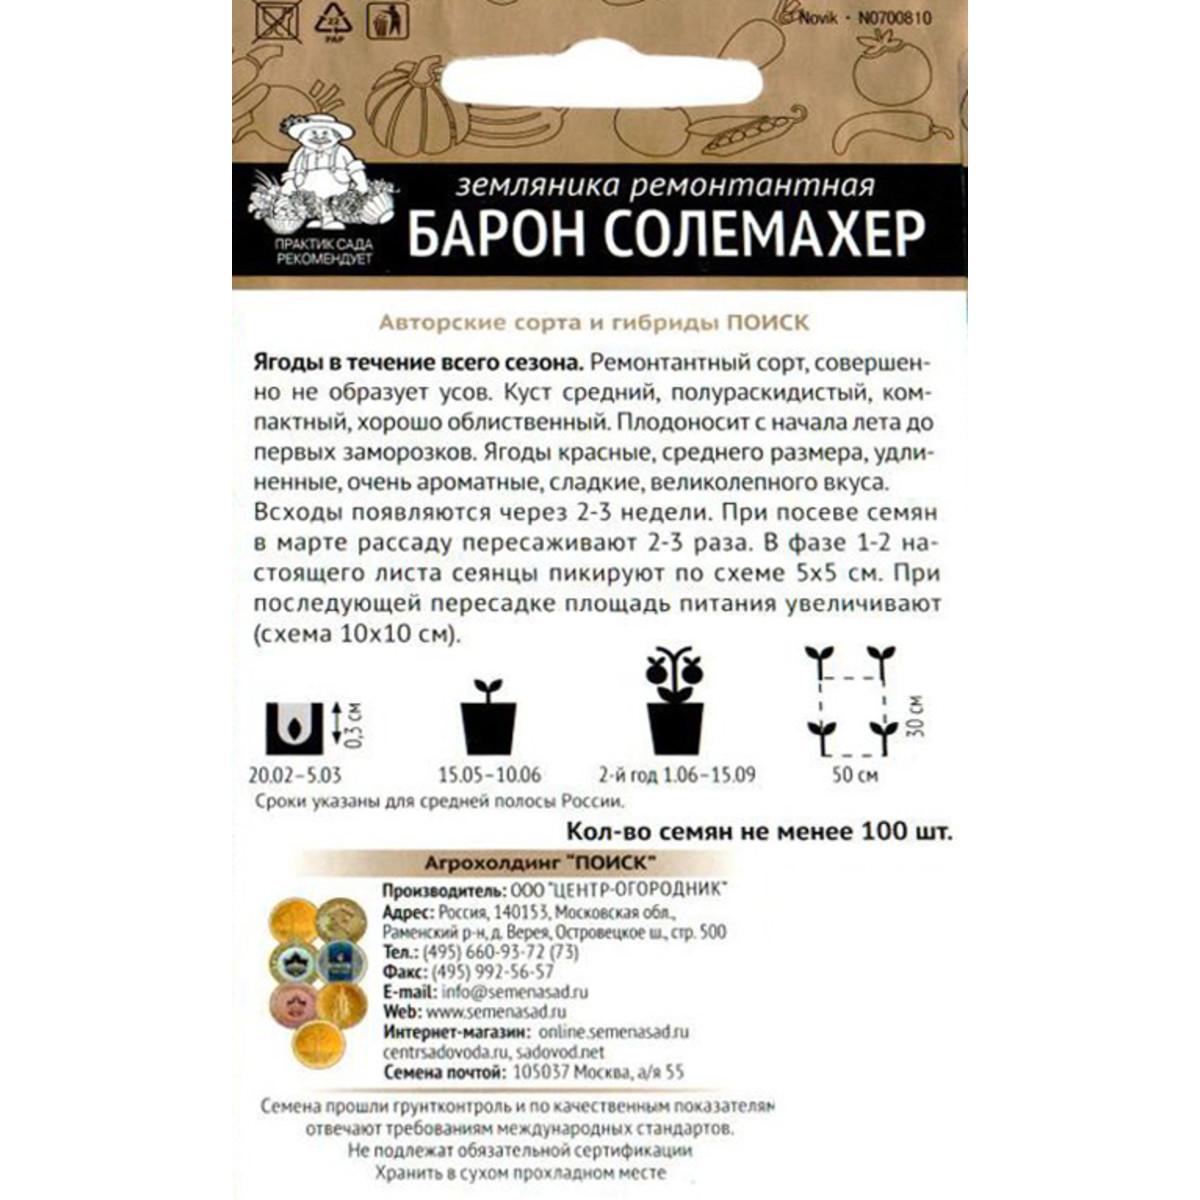 Novik • N0700810
22
PAP
земляника ремонтантная
БАРОН СОЛЕМАХЕР
ПРАКТИК САДА
РЕКОМЕНДУЕТ
Авторские сорта и гибриды ПОИСК
Ягоды в течение всего сезона. Ремонтантный сорт, совершен-
но не образует усов. Куст средний, полураскидистый, ком-
пактный, хорошо облиственный. Плодоносит с начала лета до
первых заморозков. Ягоды красные, среднего размера, удли-
ненные, очень ароматные, сладкие, великолепного вкуса.
Всходы появляются через 2-3 недели. При посеве семян
в марте рассаду пересаживают 2-3 раза. В фазе 1-2 на-
стоящего листа сеянцы пикируют по схеме 5х5 см. При
последующей пересадке площадь питания увеличивают
(схема 10х10 см).
0,3 см
30 см
20.02–5.03
15.05–10.06
2-й год 1.06–15.09
50 см
Сроки указаны для средней полосы России.
Кол-во семян не менее 100 шт.
Агрохолдинг "ПОИСК"
Производитель: ООО "ЦЕНТР-ОГОРОДНИК"
Адрес: Россия, 140153, Московская обл.,
Раменский р-н, д. Верея, Островецкое ш., стр. 500
Тел.: (495) 660-93-72 (73)
Факс: (495) 992-56-57
E-mail: info@semenasad.ru
Web: www.semenasad.ru
Интернет-магазин: online.semenasad.ru
centrsadovoda.ru, sadovod.net
Семена почтой: 105037 Москва, а/я 55
Семена прошли грунтконтроль и по качественным показателям
отвечают требованиям международных стандартов.
Не подлежат обязательной сертификации
Хранить в сухом прохладном месте